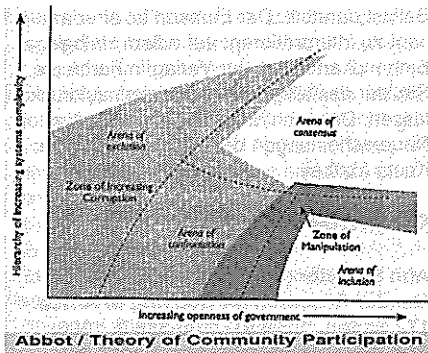 Hierarchy of increasing systems complexity
Arena of
exclusion
Arena of
consensus
Zone of Increasing
Corruption
Arena of
confrontation
Zone of
Manipulation
Arena of
Inclusion
Increasing openness of government
Abbot / Theory of Community Participation